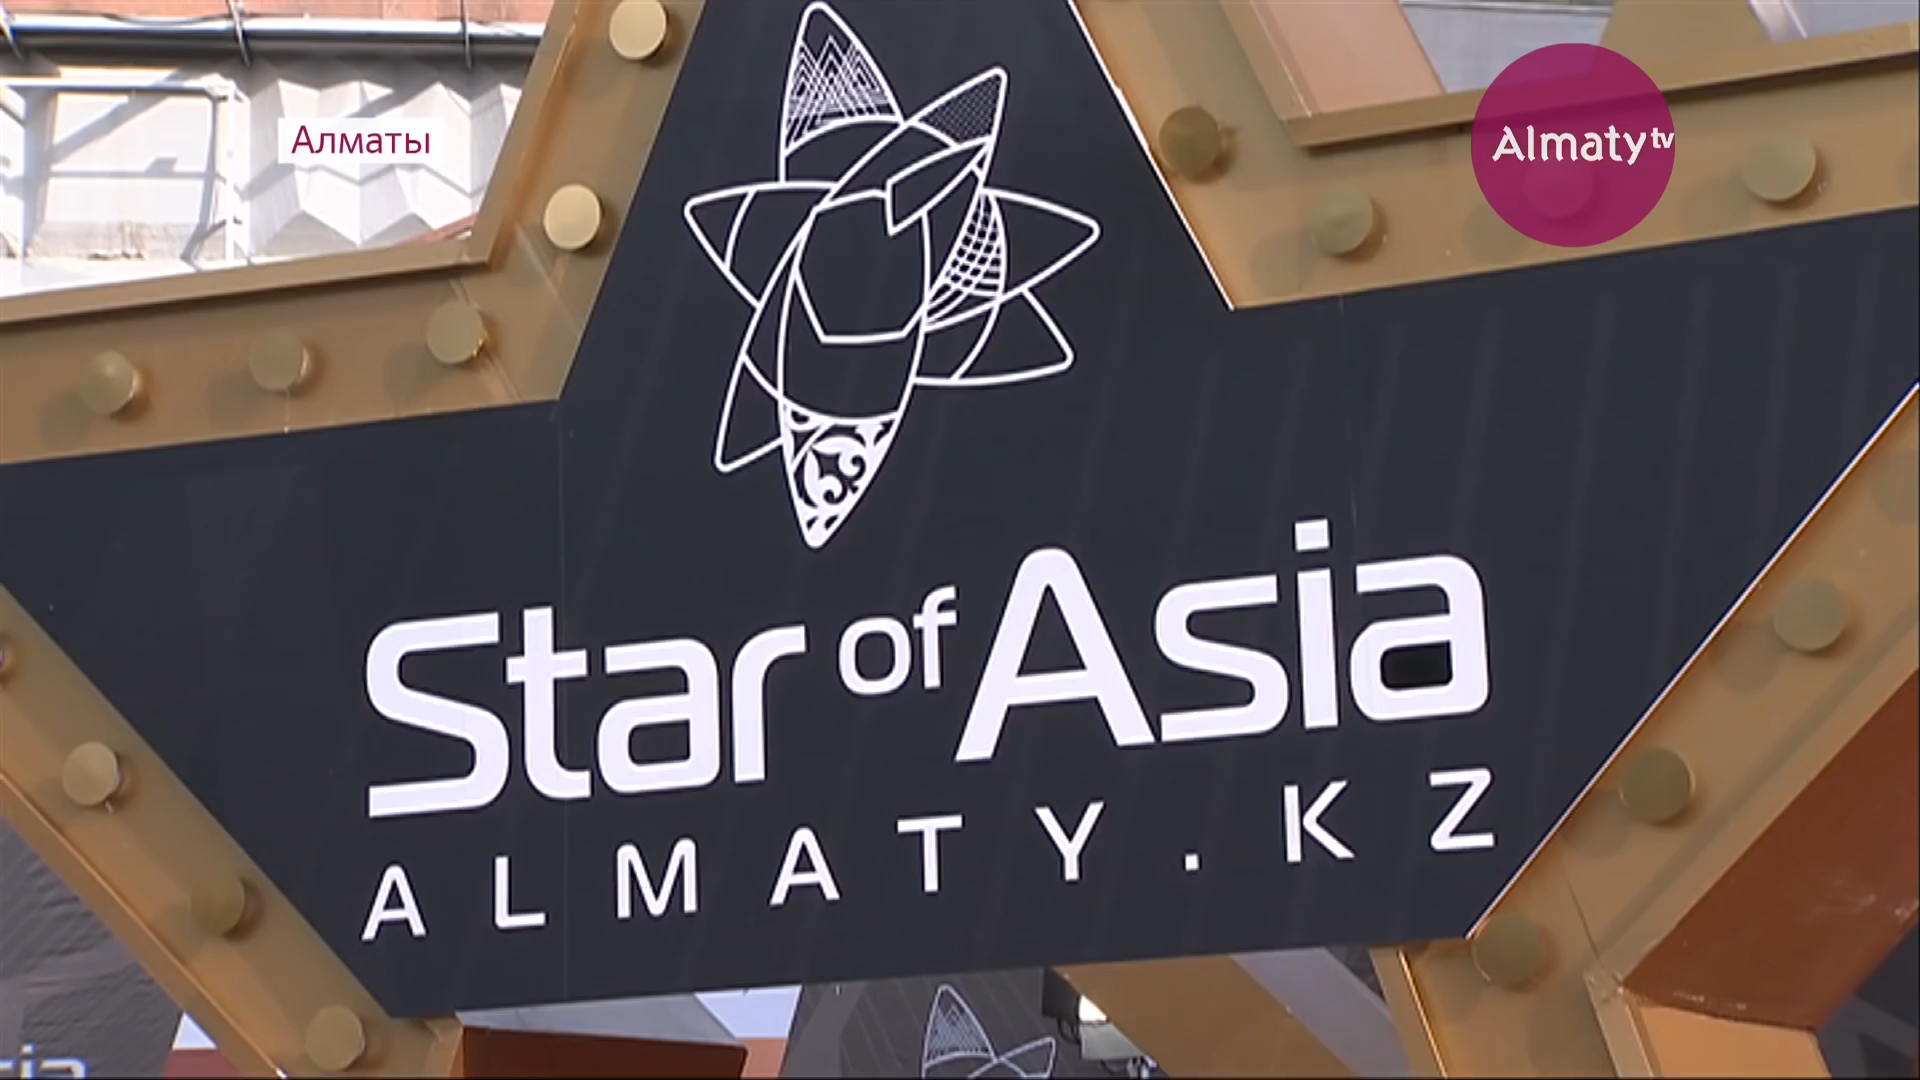 Алматы
Almaty tv
Star of Asia
ALMATY.KZ